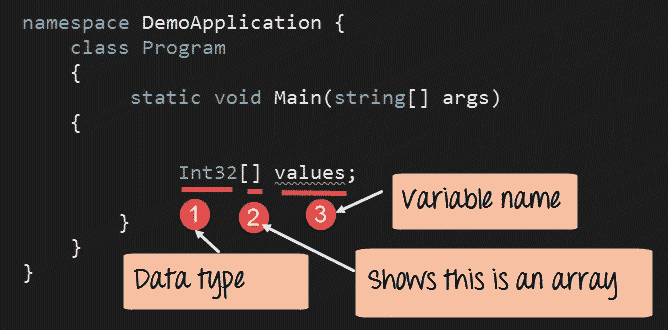 namespace DemoApplication {
class Program
{
static void Main(string[] args)
{
Int32[] values;
1 2 3
Variable name
}
}
Data type
Shows this is an array
}